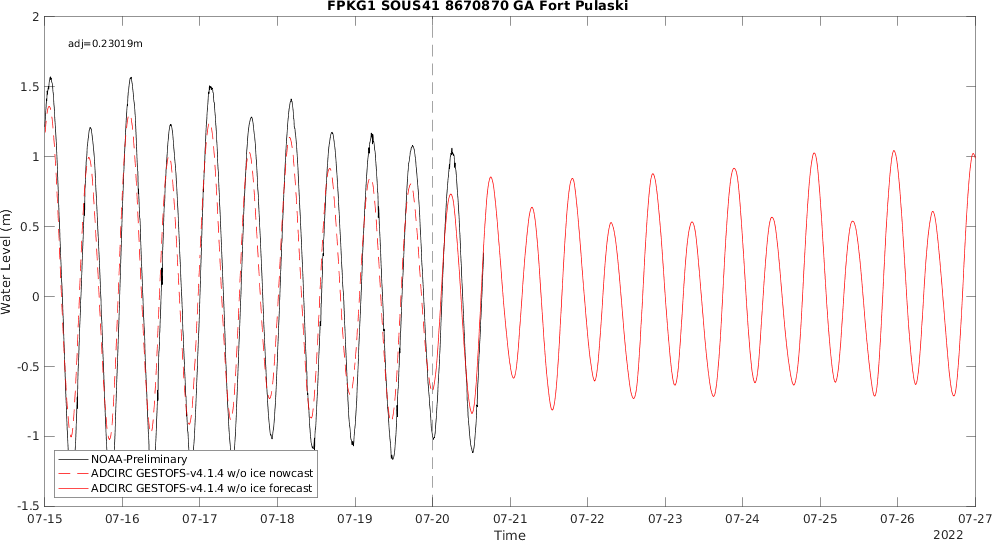 FPKG1 SOUS41 8670870 GA Fort Pulaski
adj=0.23019m
2
1.5
1
0.5
0
-0.5
-1
-1.5
Water Level (m)
NOAA-Preliminary
ADCIRC GESTOFS-v4.1.4 w/o ice nowcast
ADCIRC GESTOFS-v4.1.4 w/o ice forecast
07-15 07-16 07-17 07-18 07-19 07-20 07-21 07-22 07-23 07-24 07-25 07-26 07-27
Time
2022